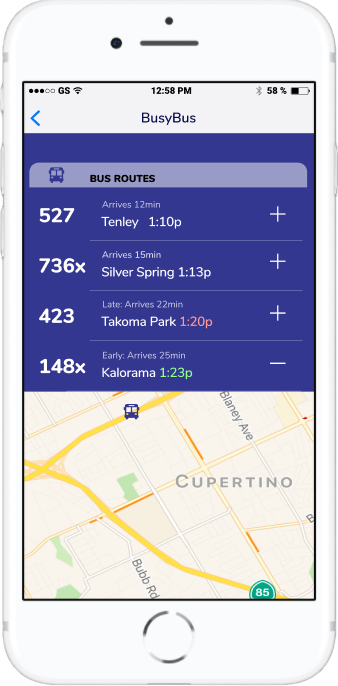 GS 12:58 PM 58 %
BusyBus
BUS ROUTES
Arrives 12min
527
Tenley 1:10p
Arrives 15min
736x
Silver Spring 1:13p
Late: Arrives 22min
423
Takoma Park 1:20p
Early: Arrives 25min
148x
Kalorama 1:23p
Blaney Ave
CUPERTINO
Bubb Rd
85